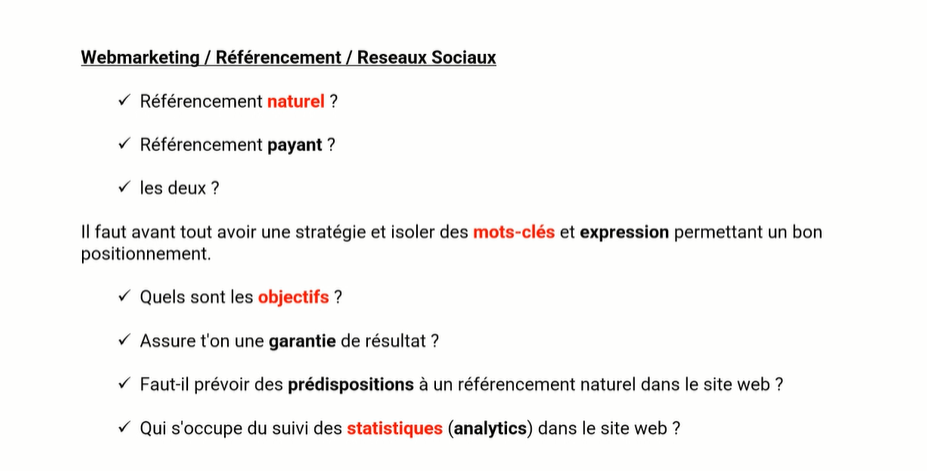 Webmarketing / Référencement / Reseaux Sociaux
✓ Référencement naturel ?
✓ Référencement payant ?
✓ les deux ?
Il faut avant tout avoir une stratégie et isoler des mots-clés et expression permettant un bon
positionnement.
✓ Quels sont les objectifs ?
✓ Assure t'on une garantie de résultat ?
✓ Faut-il prévoir des prédispositions à un référencement naturel dans le site web ?
✓ Qui s'occupe du suivi des statistiques (analytics) dans le site web ?